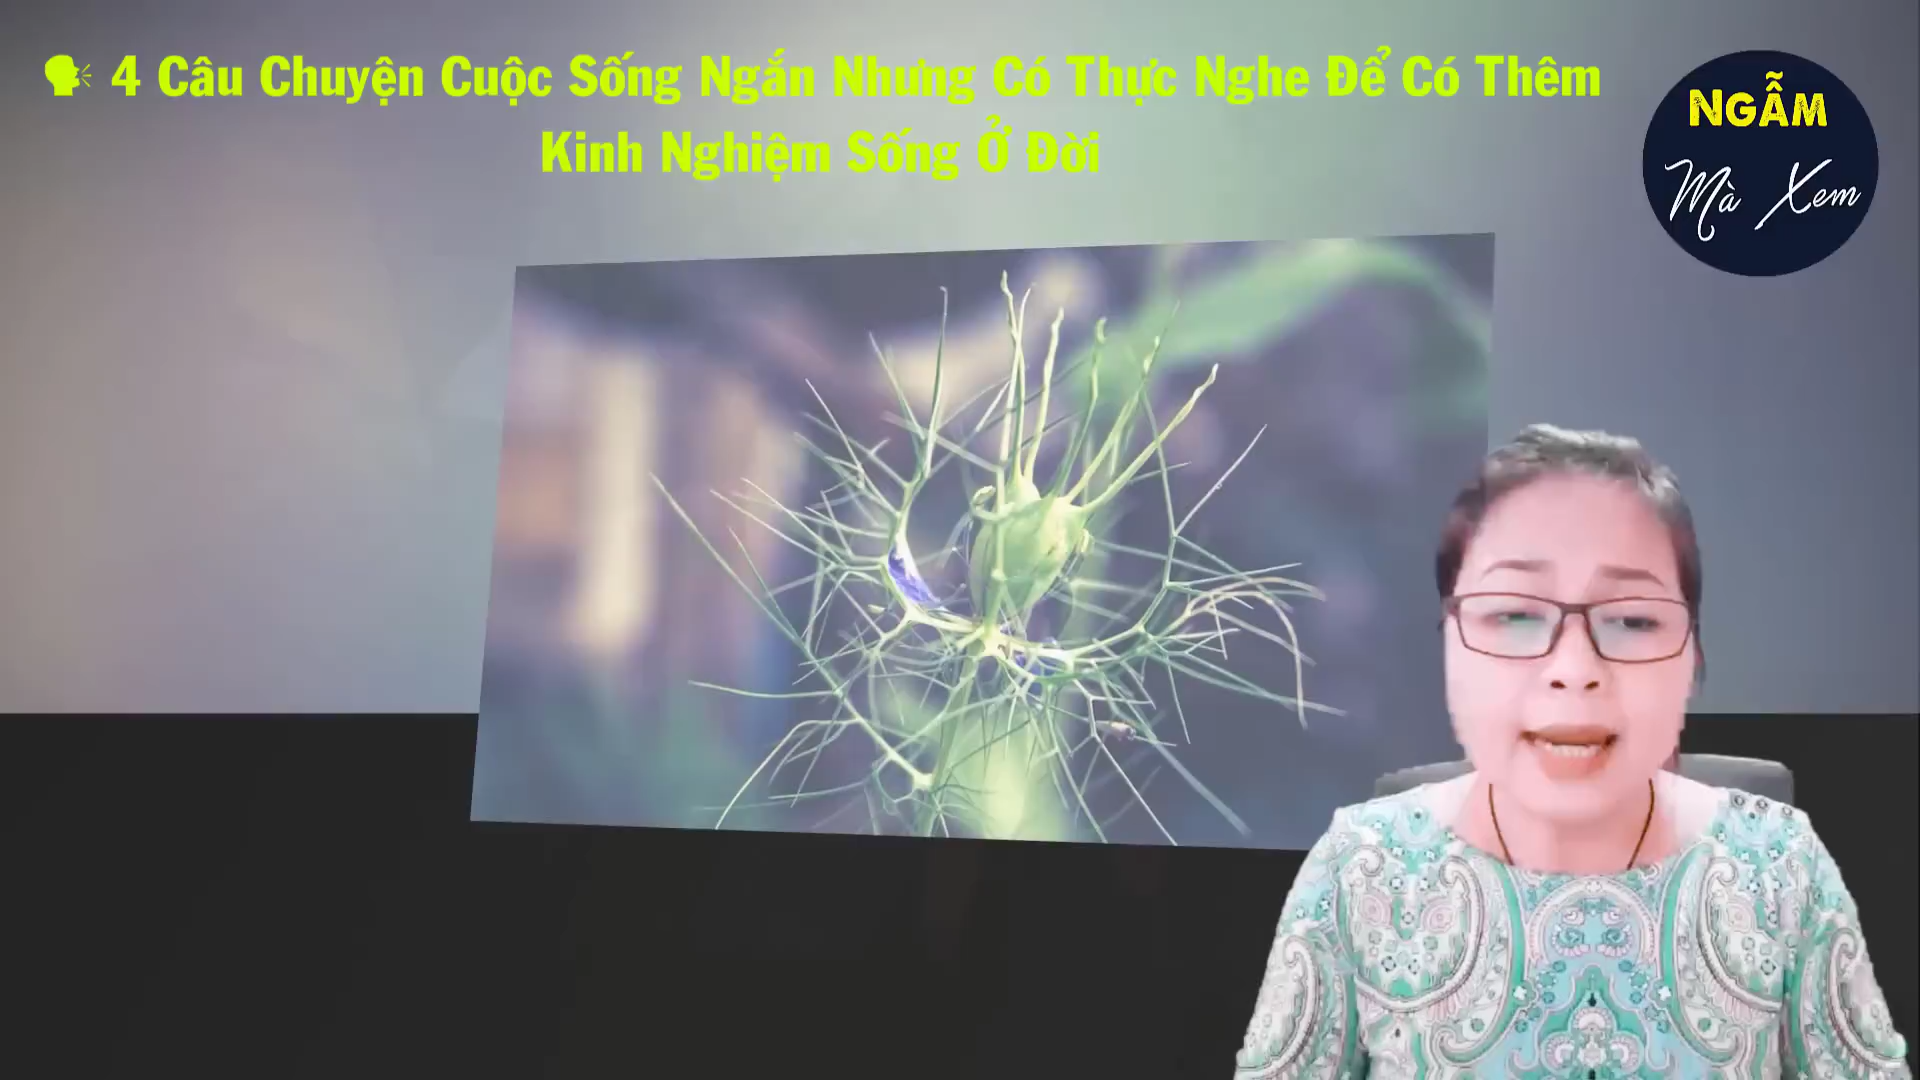 🗣 4 Câu Chuyện Cuộc Sống Ngắn Nhưng Có Thực Nghe Để Có Thêm
Kinh Nghiệm Sống Ở Đời
NGẪM
Mà Xem